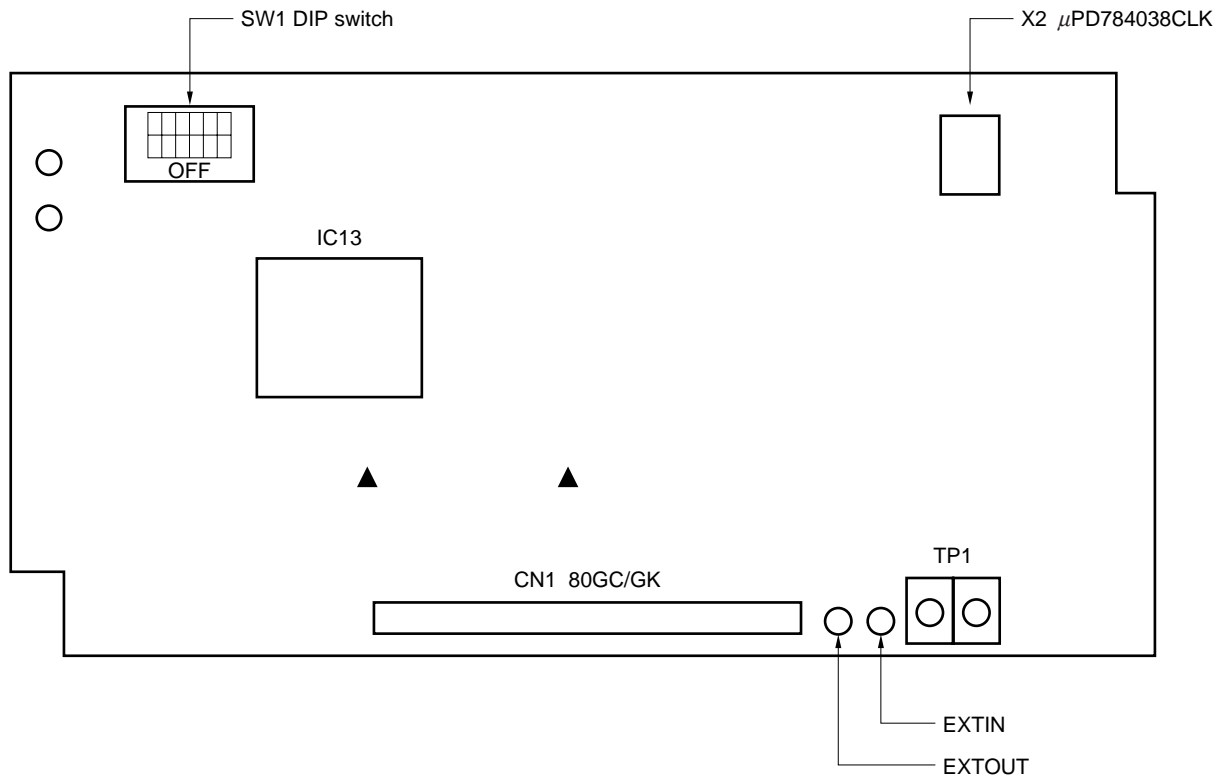 SW1 DIP switch
X2 μPD784038CLK
OFF
IC13
TP1
CN1 80GC/GK
EXTIN
EXTOUT